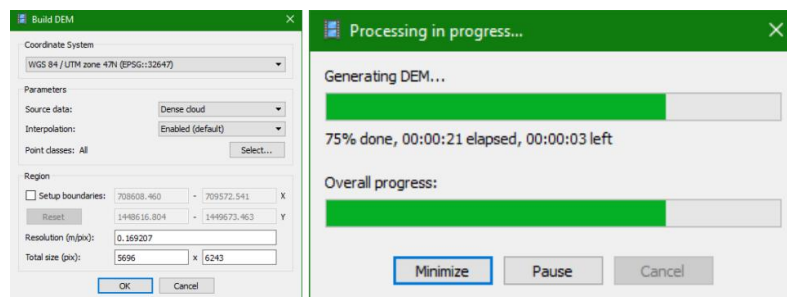 Build DEM
Coordinate System
WGS 84 / UTM zone 47N (EPSG::32647)
Parameters
Source data: Dense cloud
Interpolation: Enabled (default)
Point classes: All Select...
Region
Setup boundaries: 708608.460 - 709572.541 X
Reset 1448616.804 - 1449673.463 Y
Resolution (m/pix): 0.169207
Total size (pix): 5696 x 6243
OK Cancel
Processing in progress...
Generating DEM...
75% done, 00:00:21 elapsed, 00:00:03 left
Overall progress:
Minimize Pause Cancel